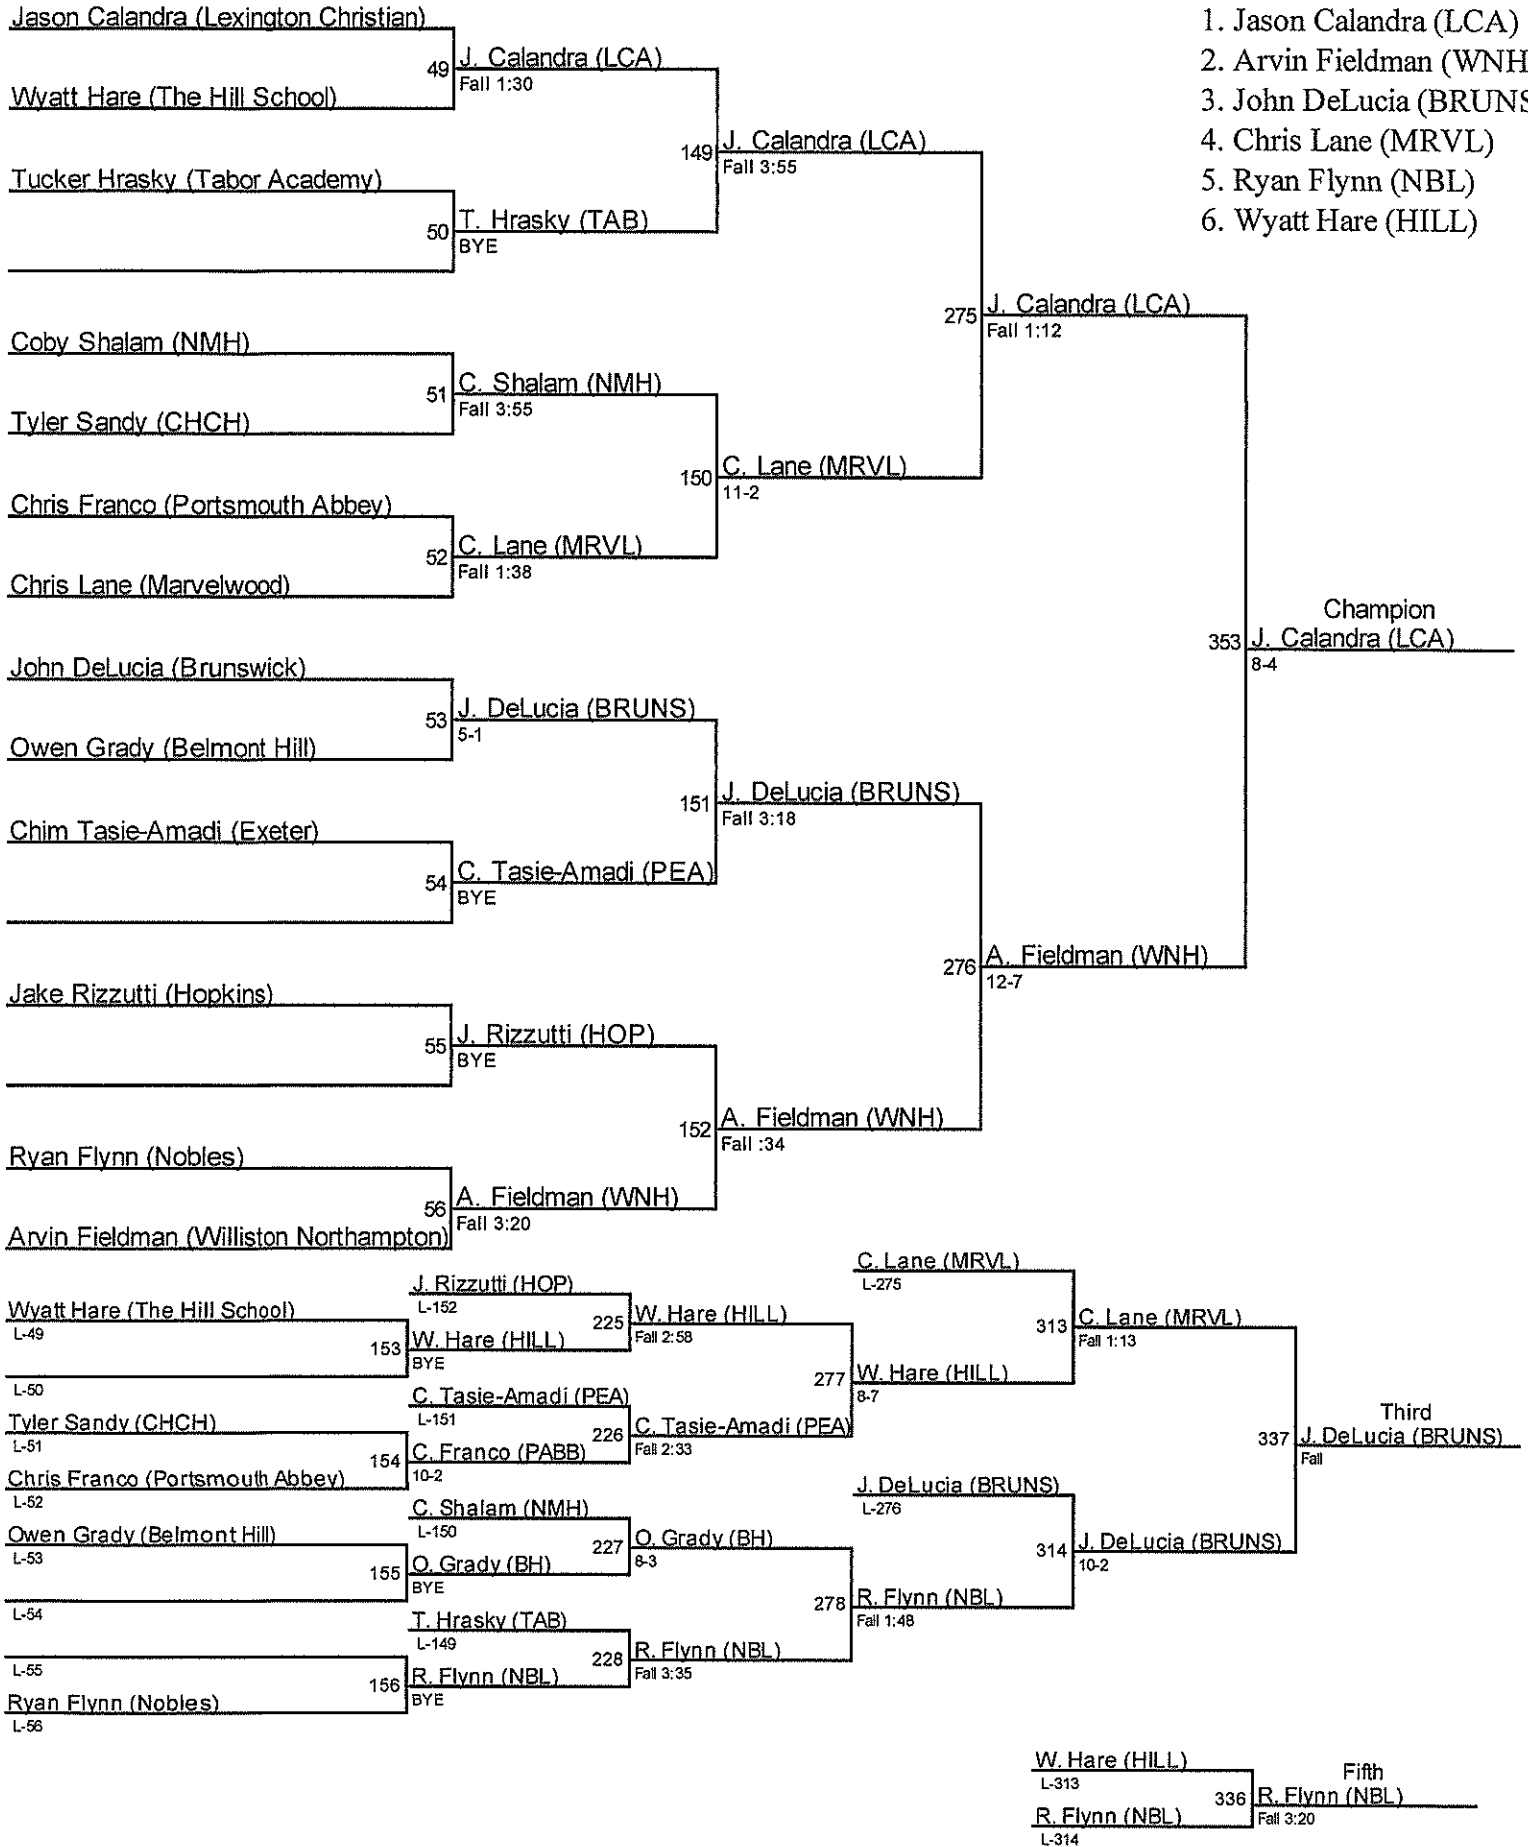 Jason Calandra (Lexington Christian)
49
J. Calandra (LCA)
Fall 1:30
Wyatt Hare (The Hill School)
149
J. Calandra (LCA)
Fall 3:55
Tucker Hrasky (Tabor Academy)
50
T. Hrasky (TAB)
BYE
275
J. Calandra (LCA)
Fall 1:12
Coby Shalam (NMH)
51
C. Shalam (NMH)
Fall 3:55
Tyler Sandy (CHCH)
150
C. Lane (MRVL)
11-2
Chris Franco (Portsmouth Abbey)
52
C. Lane (MRVL)
Fall 1:38
Chris Lane (Marvelwood)
Champion
353
J. Calandra (LCA)
8-4
John DeLucia (Brunswick)
53
J. DeLucia (BRUNS)
5-1
Owen Grady (Belmont Hill)
151
J. DeLucia (BRUNS)
Fall 3:18
Chim Tasie-Amadi (Exeter)
54
C. Tasie-Amadi (PEA)
BYE
276
A. Fieldman (WNH)
12-7
Jake Rizzutti (Hopkins)
55
J. Rizzutti (HOP)
BYE
152
A. Fieldman (WNH)
Fall :34
Ryan Flynn (Nobles)
56
A. Fieldman (WNH)
Fall 3:20
Arvin Fieldman (Williston Northampton)
1. Jason Calandra (LCA)
2. Arvin Fieldman (WNH
3. John DeLucia (BRUNS
4. Chris Lane (MRVL)
5. Ryan Flynn (NBL)
6. Wyatt Hare (HILL)
Wyatt Hare (The Hill School)
L-49
153
L-50
Tyler Sandy (CHCH)
L-51
154
Chris Franco (Portsmouth Abbey)
L-52
Owen Grady (Belmont Hill)
L-53
155
L-54
L-55
156
Ryan Flynn (Nobles)
L-56
J. Rizzutti (HOP)
L-152
225
W. Hare (HILL)
BYE
C. Tasie-Amadi (PEA)
L-151
226
C. Franco (PABB)
10-2
C. Shalam (NMH)
L-150
227
O. Grady (BH)
BYE
T. Hrasky (TAB)
L-149
228
R. Flynn (NBL)
BYE
W. Hare (HILL)
Fall 2:58
277
C. Tasie-Amadi (PEA)
Fall 2:33
O. Grady (BH)
8-3
278
R. Flynn (NBL)
Fall 3:35
C. Lane (MRVL)
L-275
313
W. Hare (HILL)
8-7
J. DeLucia (BRUNS)
L-276
314
R. Flynn (NBL)
Fall 1:48
C. Lane (MRVL)
Fall 1:13
337
J. DeLucia (BRUNS)
10-2
Third
J. DeLucia (BRUNS)
Fall
W. Hare (HILL)
L-313
336
R. Flynn (NBL)
L-314
Fifth
R. Flynn (NBL)
Fall 3:20